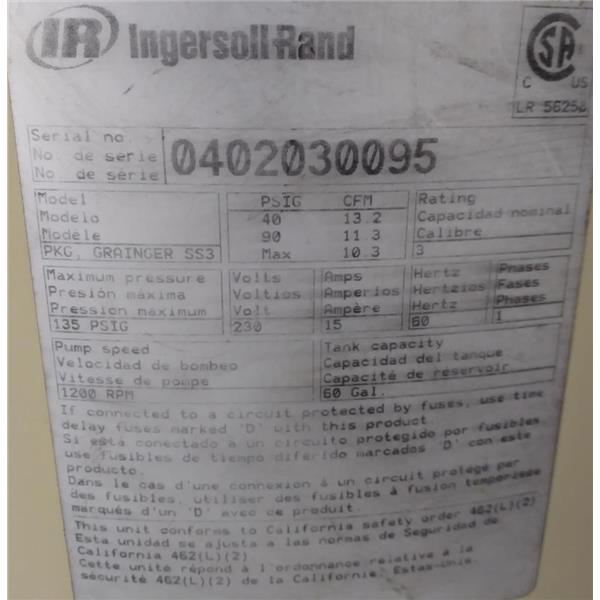 IR Ingersoll-Rand
SA
C US
LR 56258
Serial no.
No. de serie
No. de série
0402030095
Model
Modelo
Modèle
PKG, GRAINGER SS3
PSIG CFM
40 13.2
90 11.3
Max 10.3
Rating
Capacidad nominal
Calibre
3
Maximum pressure
Presión máxima
Pression maximum
135 PSIG
Volts
Voltios
Volt
230
Amps
Amperios
Ampère
15
Hertz
Hertzios
Hertz
60
Phases
Fases
Phases
1
Pump speed
Velocidad de bombeo
Vitesse de pompe
1200 RPM
Tank capacity
Capacidad del tanque
Capacité de réservoir
60 Gal.
If connected to a circuit protected by fuses, use time
delay fuses marked 'D' with this product.
Si está conectado a un circuito protegido por fusibles
use fusibles de tiempo diferido marcados 'D' con este
producto.
Dans le cas d'une connexion à un circuit protégé par
des fusibles, utiliser des fusibles à fusion temporisée
marqués d'un 'D' avec ce produit.
This unit conforms to California safety order 462(L)(2)
Esta unidad se ajusta a las normas de Seguridad de
California 462(L)(2)
Cette unité répond à l'ordonnance relative à la
sécurité 462(L)(2) de la Californie, Etats-Unis.